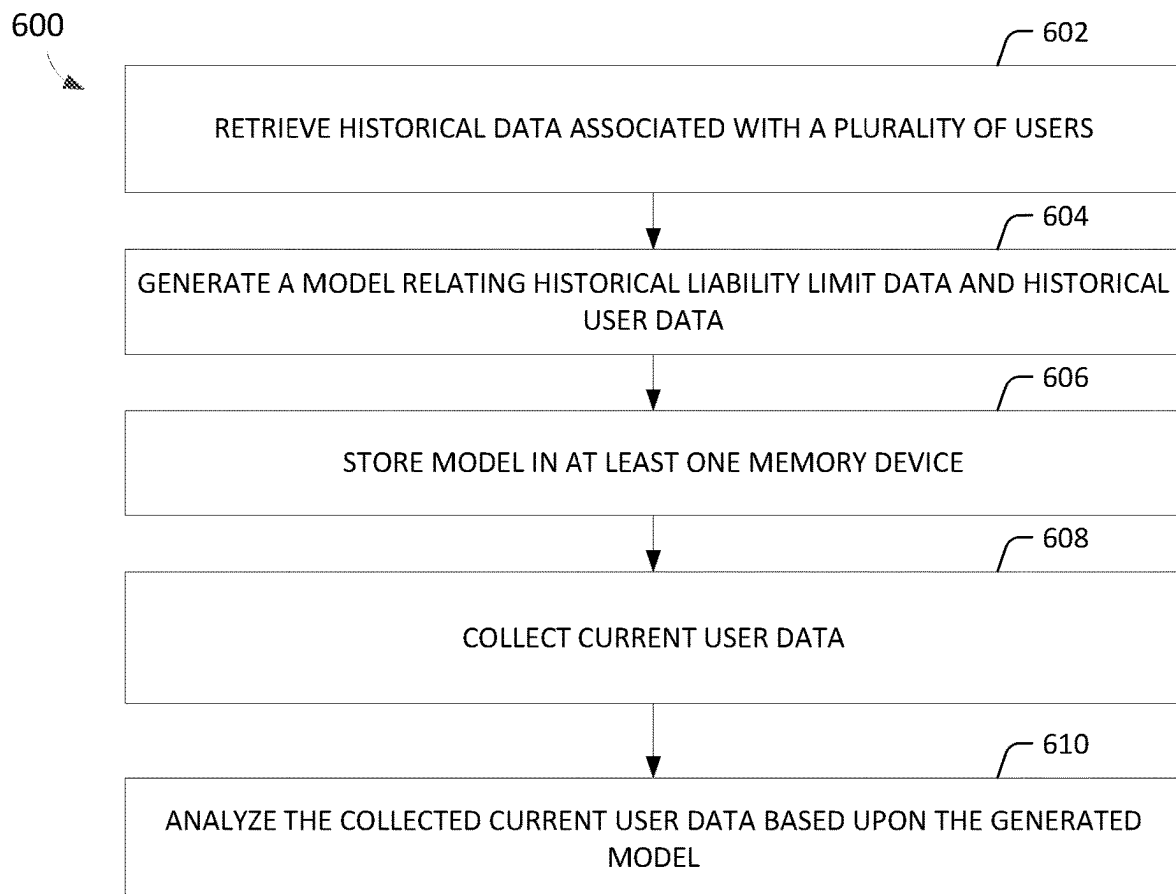 600
602
RETRIEVE HISTORICAL DATA ASSOCIATED WITH A PLURALITY OF USERS
604
GENERATE A MODEL RELATING HISTORICAL LIABILITY LIMIT DATA AND HISTORICAL
USER DATA
606
STORE MODEL IN AT LEAST ONE MEMORY DEVICE
608
COLLECT CURRENT USER DATA
610
ANALYZE THE COLLECTED CURRENT USER DATA BASED UPON THE GENERATED
MODEL